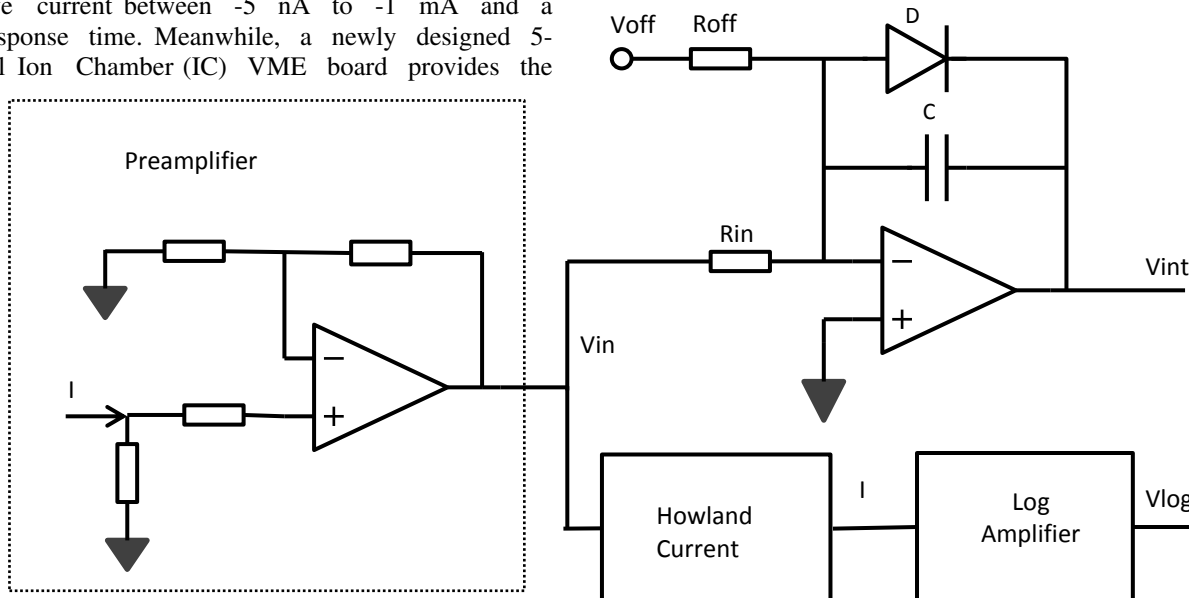 ve current between -5 nA to -1 mA and a
sponse time. Meanwhile, a newly designed 5-
l Ion Chamber (IC) VME board provides the
Preamplifier
I
Voff
Roff
D
C
Rin
Vin
Vint
Howland
Current
I
Log
Amplifier
Vlog
−
+
−
+